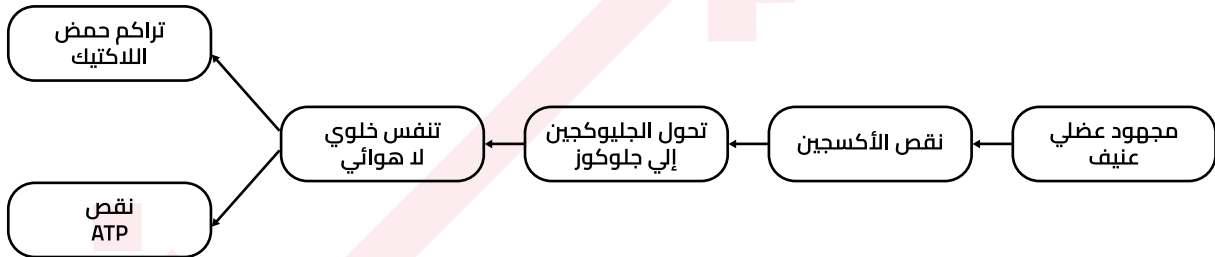 مجهود عضلي
عنيف
نقص الأكسجين
تحول الجليوكجين
إلي جلوكوز
تنفس خلوي
لا هوائي
تراكم حمض
اللاكتيك
نقص
ATP